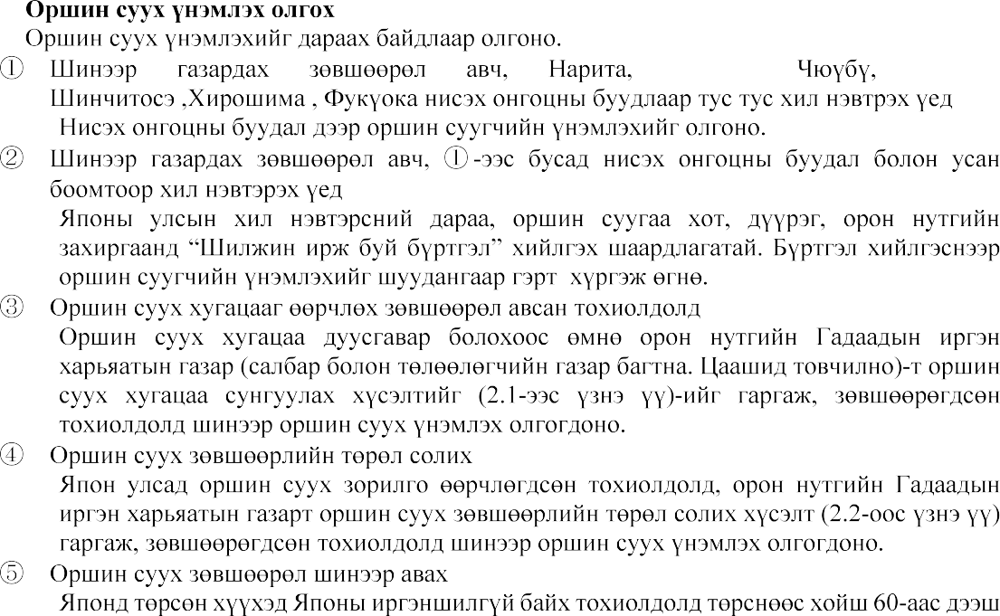 Оршин суух үнэмлэх олгох
Оршин суух үнэмлэхийг дараах байдлаар олгоно.
① Шинээр газардах зөвшөөрөл авч, Нарита, Чюүбү,
Шинчитосэ ,Хирошима , Фукүока нисэх онгоцны буудлаар тус тус хил нэвтрэх үед
Нисэх онгоцны буудал дээр оршин суугчийн үнэмлэхийг олгоно.
② Шинээр газардах зөвшөөрөл авч, ①-ээс бусад нисэх онгоцны буудал болон усан
боомтоор хил нэвтэрэх үед
Японы улсын хил нэвтэрсний дараа, оршин суугаа хот, дүүрэг, орон нутгийн
захиргаанд “Шилжин ирж буй бүртгэл” хийлгэх шаардлагатай. Бүртгэл хийлгэснээр
оршин суугчийн үнэмлэхийг шуудангаар гэрт хүргэж өгнө.
③ Оршин суух хугацааг өөрчлөх зөвшөөрөл авсан тохиолдолд
Оршин суух хугацаа дуусгавар болохоос өмнө орон нутгийн Гадаадын иргэн
харьяатын газар (салбар болон төлөөлөгчийн газар багтна. Цаашид товчилно)-т оршин
суух хугацаа сунгуулах хүсэлтийг (2.1-ээс үзнэ үү)-ийг гаргаж, зөвшөөрөгдсөн
тохиолдолд шинээр оршин суух үнэмлэх олгогдоно.
④ Оршин суух зөвшөөрлийн төрөл солих
Япон улсад оршин суух зорилго өөрчлөгдсөн тохиолдолд, орон нутгийн Гадаадын
иргэн харьяатын газарт оршин суух зөвшөөрлийн төрөл солих хүсэлт (2.2-оос үзнэ үү)
гаргаж, зөвшөөрөгдсөн тохиолдолд шинээр оршин суух үнэмлэх олгогдоно.
⑤ Оршин суух зөвшөөрөл шинээр авах
Японд төрсөн хүүхэд Японы иргэншилгүй байх тохиолдолд төрснөөс хойш 60-аас дээш